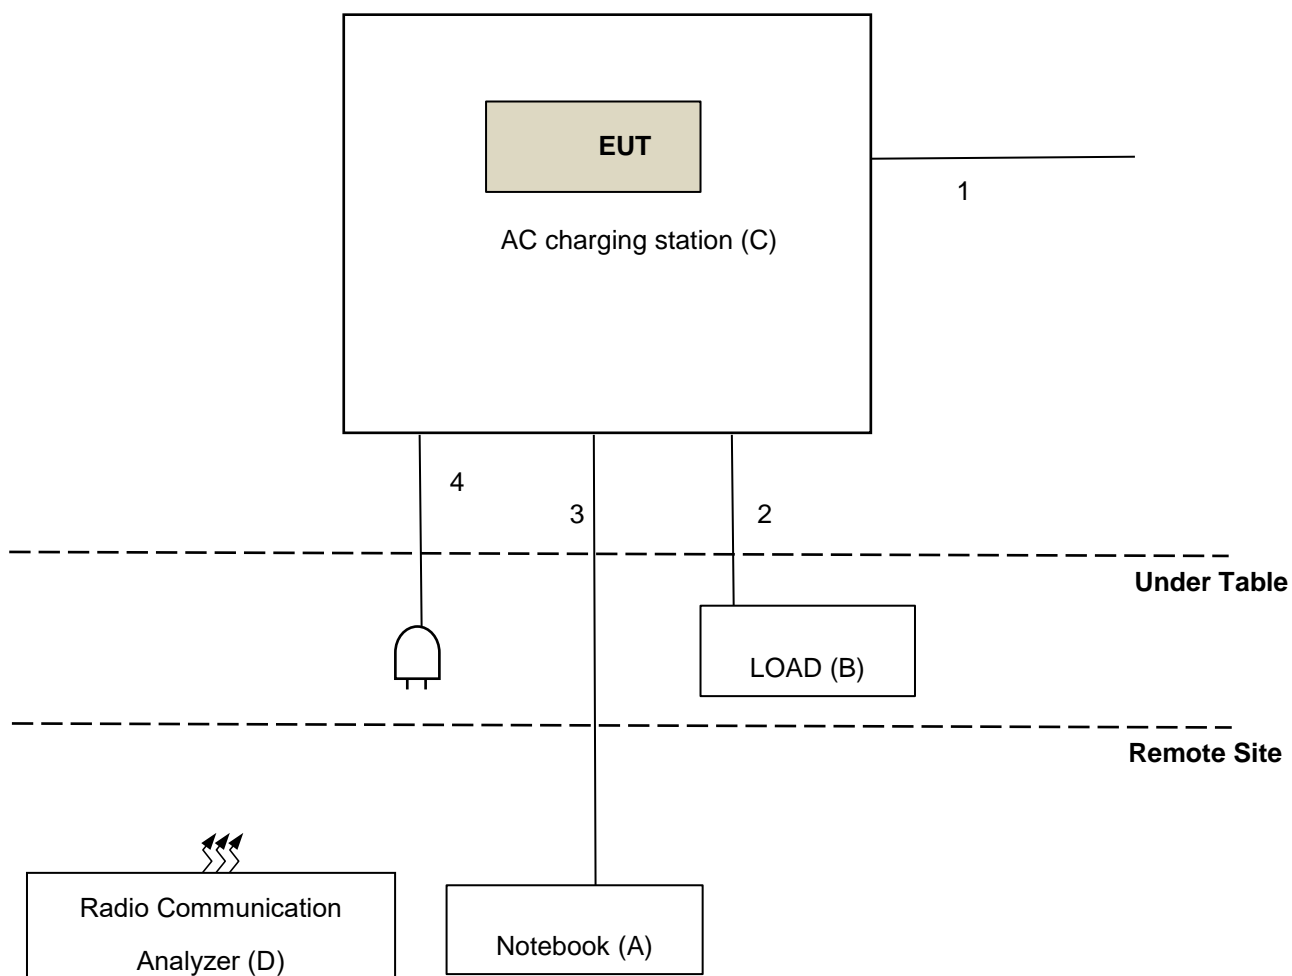 EUT
1
AC charging station (C)
4
3
2
Under Table
LOAD (B)
Remote Site
Radio Communication
Analyzer (D)
Notebook (A)